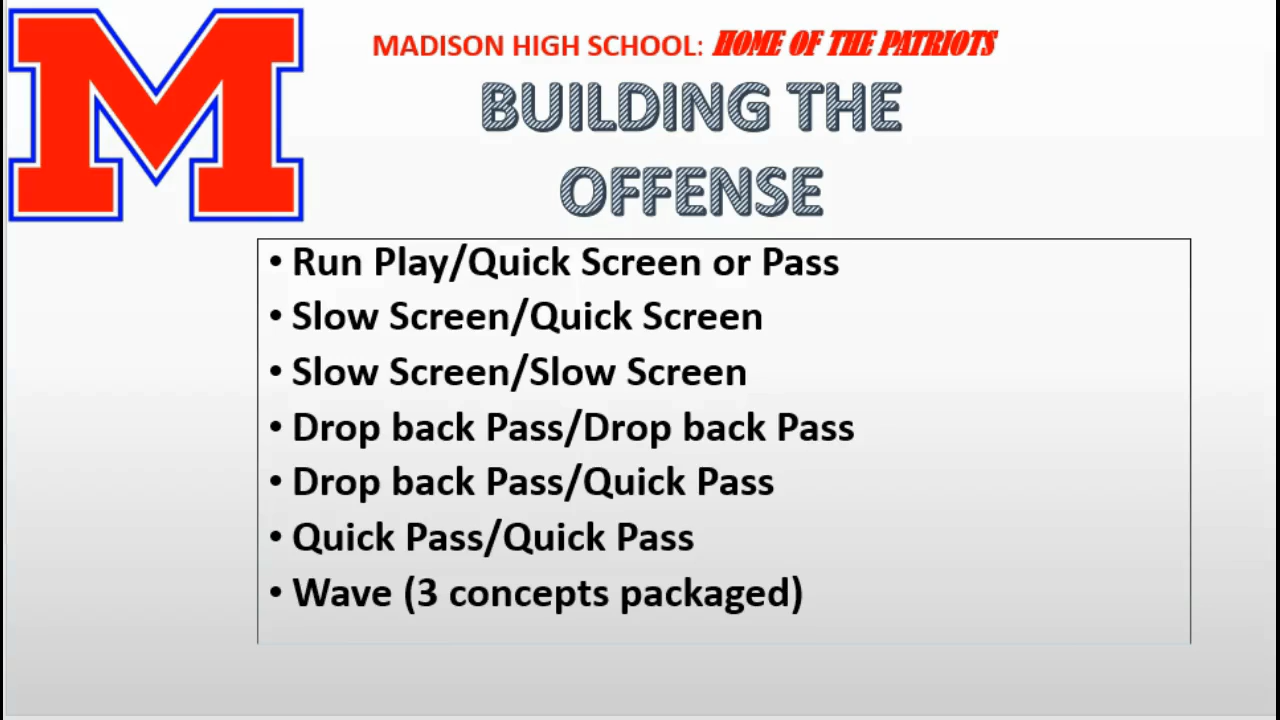 M
MADISON HIGH SCHOOL: HOME OF THE PATRIOTS
BUILDING THE
OFFENSE
• Run Play/Quick Screen or Pass
• Slow Screen/Quick Screen
• Slow Screen/Slow Screen
• Drop back Pass/Drop back Pass
• Drop back Pass/Quick Pass
• Quick Pass/Quick Pass
• Wave (3 concepts packaged)